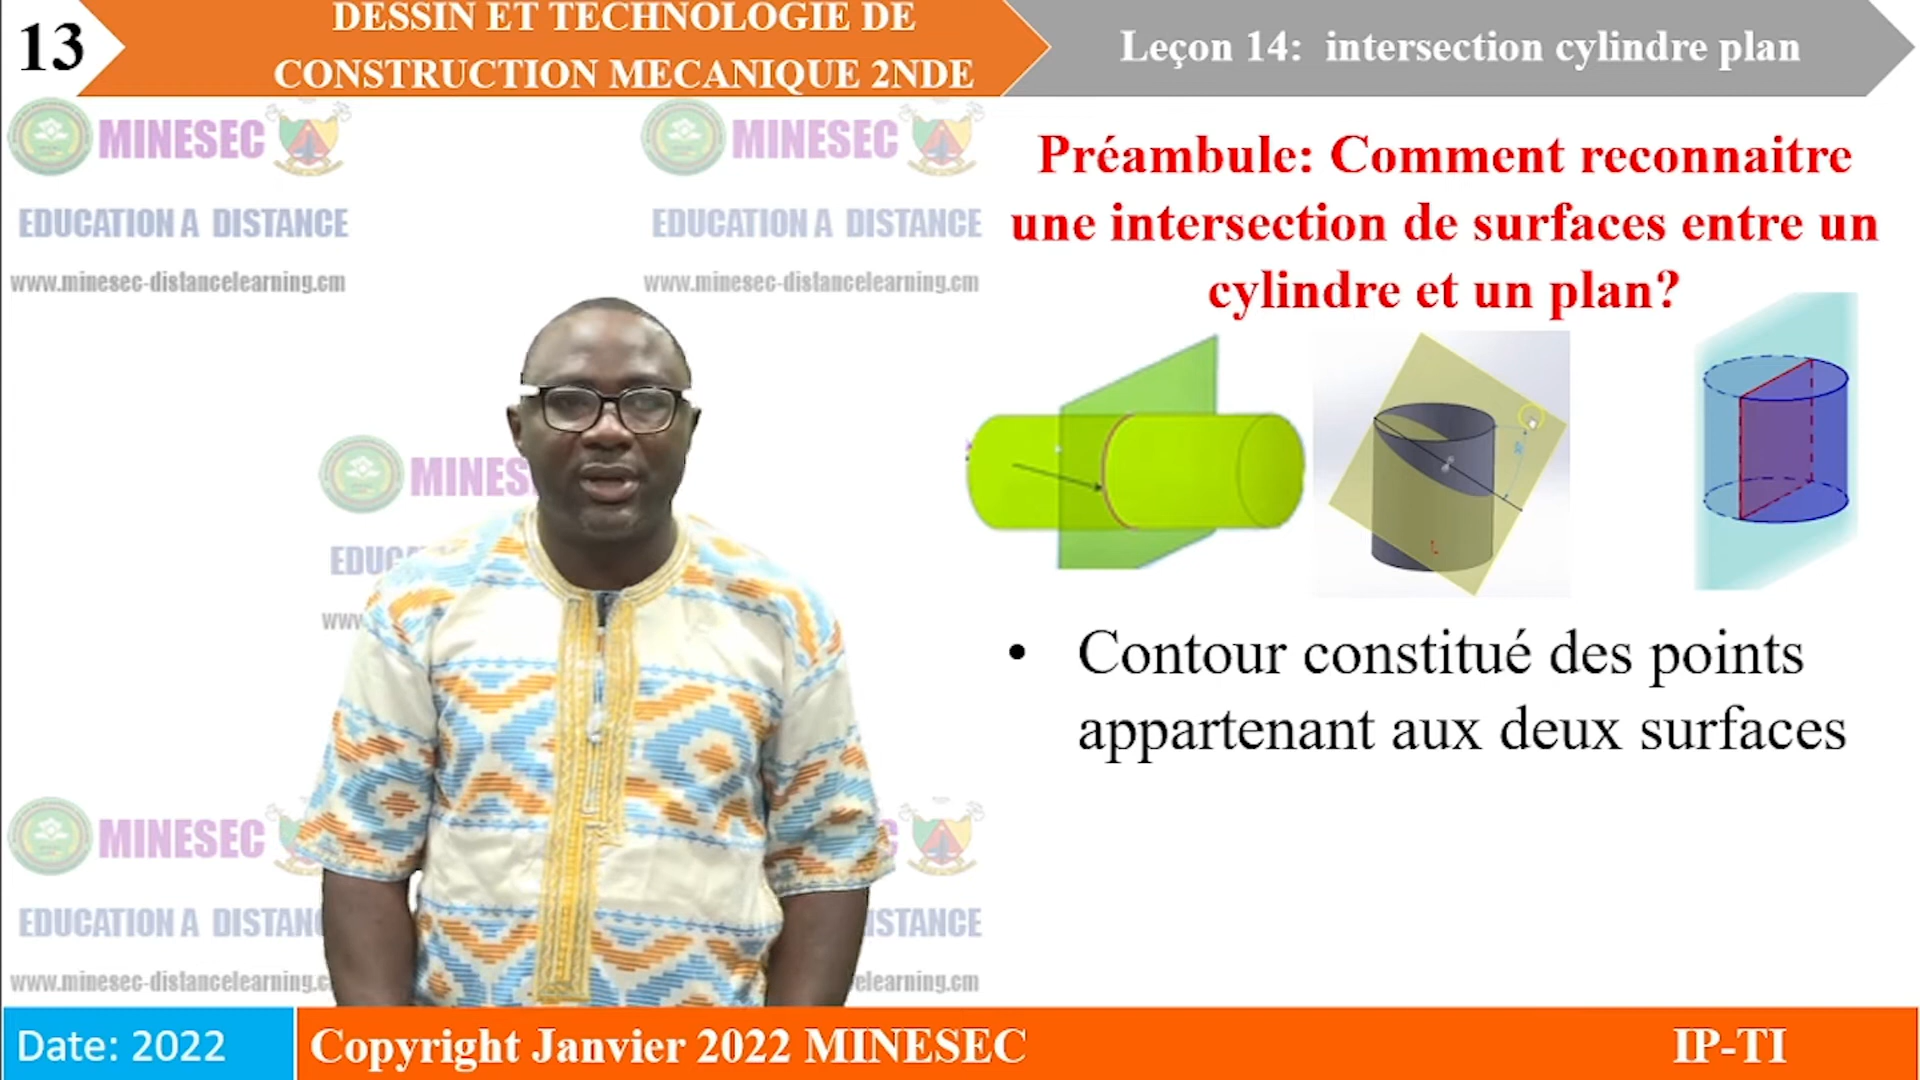 13
DESSIN ET TECHNOLOGIE DE
CONSTRUCTION MECANIQUE 2NDE
Leçon 14: intersection cylindre plan
MINESEC
EDUCATION A DISTANCE
www.minesec-distancelearning.cm
MINESEC
EDUCATION A DISTANCE
www.minesec-distancelearning.cm
Préambule: Comment reconnaitre
une intersection de surfaces entre un
cylindre et un plan?
MINES
EDUC
www
• Contour constitué des points
appartenant aux deux surfaces
MINESEC
EDUCATION A DISTAN
www.minesec-distancelearning.c
ISTANCE
elearning.cm
Date: 2022
Copyright Janvier 2022 MINESEC
IP-TI